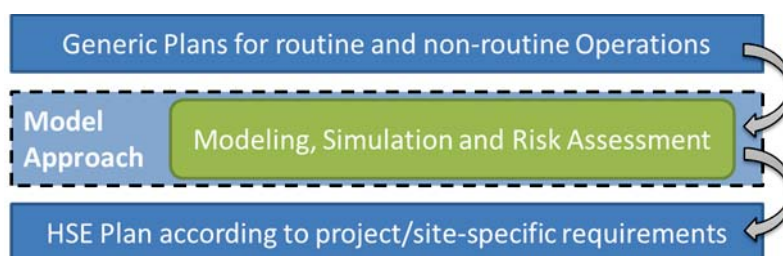 Generic Plans for routine and non-routine Operations
Model
Approach
Modeling, Simulation and Risk Assessment
HSE Plan according to project/site-specific requirements